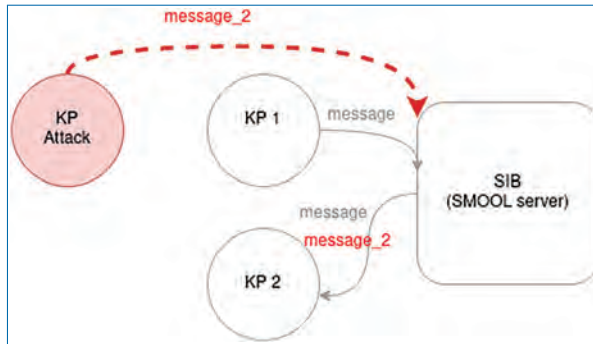 message_2
KP
Attack
KP 1
message
SIB
(SMOOL server)
message
message_2
KP 2